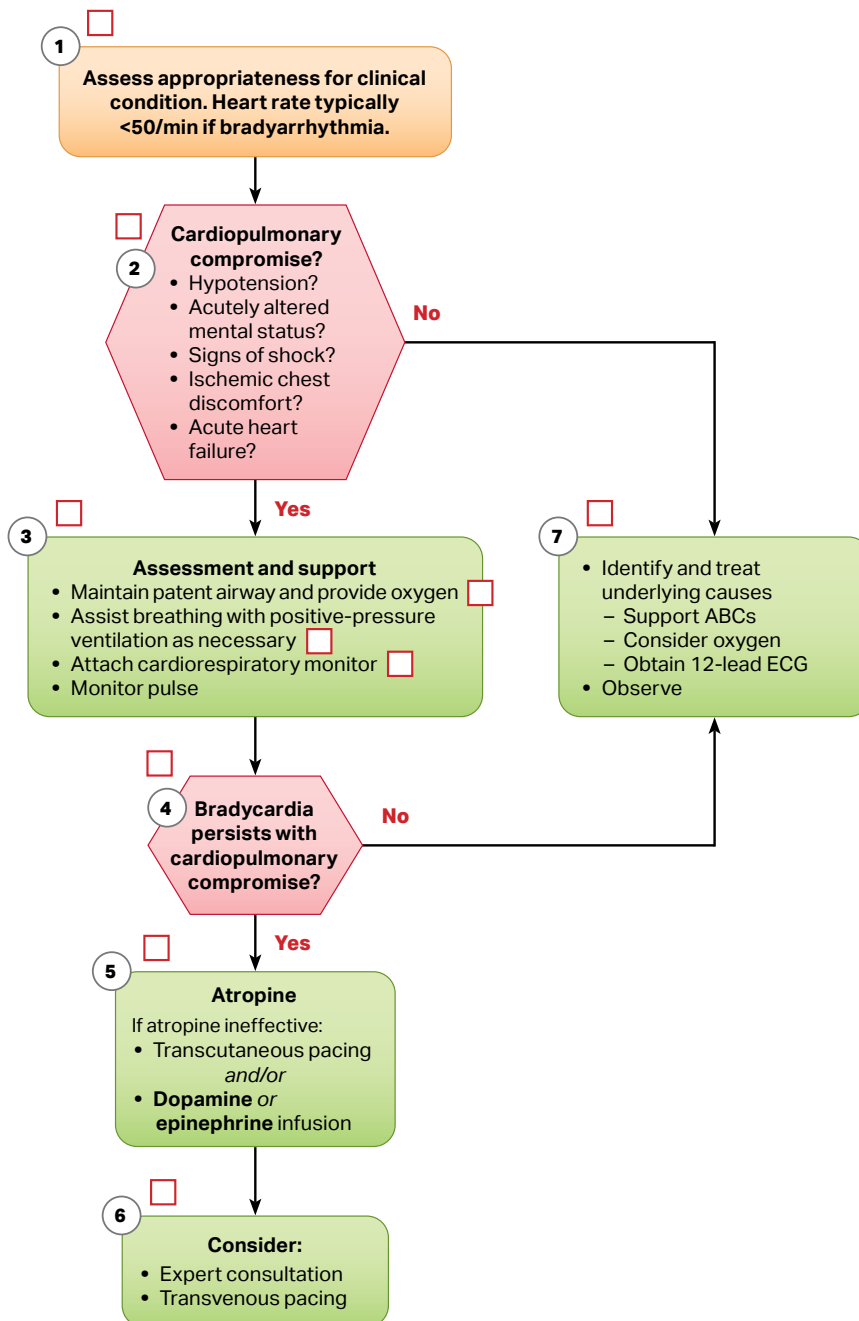 1
Assess appropriateness for clinical
condition. Heart rate typically
<50/min if bradyarrhythmia.
2
Cardiopulmonary
compromise?
• Hypotension?
• Acutely altered
mental status?
• Signs of shock?
• Ischemic chest
discomfort?
• Acute heart
failure?
No
Yes
3
Assessment and support
• Maintain patent airway and provide oxygen
• Assist breathing with positive-pressure
ventilation as necessary
• Attach cardiorespiratory monitor
• Monitor pulse
7
• Identify and treat
underlying causes
– Support ABCs
– Consider oxygen
– Obtain 12-lead ECG
• Observe
4
Bradycardia
persists with
cardiopulmonary
compromise?
No
Yes
5
Atropine
If atropine ineffective:
• Transcutaneous pacing
and/or
• Dopamine or
epinephrine infusion
6
Consider:
• Expert consultation
• Transvenous pacing